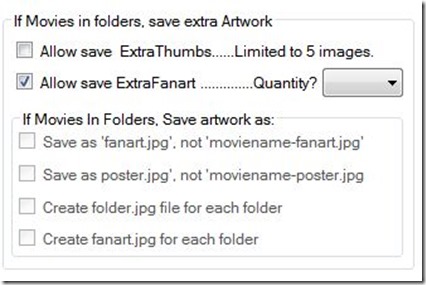 If Movies in folders, save extra Artwork
Allow save ExtraThumbs......Limited to 5 images.
Allow save ExtraFanart .............Quantity?
If Movies In Folders, Save artwork as:
Save as 'fanart.jpg', not 'moviename-fanart.jpg'
Save as poster.jpg', not 'moviename-poster.jpg
Create folder.jpg file for each folder
Create fanart.jpg for each folder